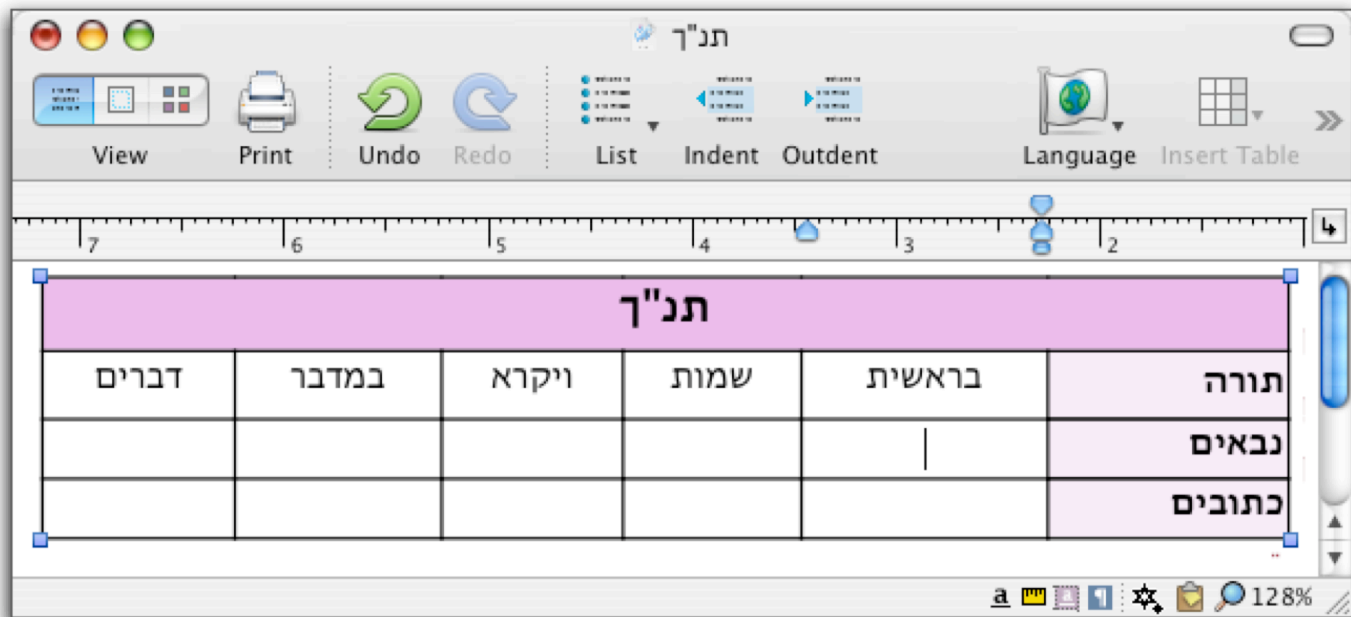 תנ"ך
View Print Undo Redo List Indent Outdent Language Insert Table
7 6 5 4 3 2
תנ"ך
תורה בראשית שמות ויקרא במדבר דברים
נבאים
כתובים
a a ¶ 128%